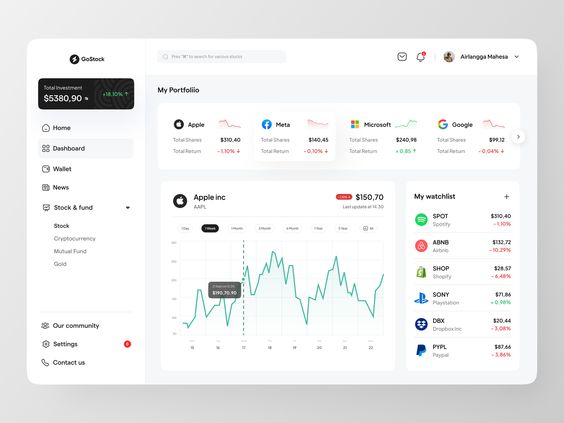 GoStock
Total Investment
$5380,90
+18,10% ↑
Home
Dashboard
Wallet
News
Stock & fund
Stock
Cryptocurrency
Mutual Fund
Gold
Our community
Settings
Contact us
Press "⌘" to search for various stocks
Airlangga Mahesa
My Portfolio
Apple
Total Shares $310,40
Total Return -1,10% ↓
Meta
Total Shares $140,45
Total Return -0,10% ↓
Microsoft
Total Shares $240,98
Total Return +0,85 ↑
Google
Total Shares $99,12
Total Return -0,04% ↓
Apple inc
AAPL
$150,70
Last update at 14.30
1 Day
1 Week
1 Month
3 Month
6 Month
1 Year
5 Year
All
$190,70,90
15 16 17 18 19 20 21 22
My watchlist +
SPOT $310,40
Spotify -1,10%
ABNB $132,72
Airbnb -10,29%
SHOP $28,57
Shopify -6,48%
SONY $71,86
Playstation +0,98%
DBX $20,44
Dropbox Inc -3,08%
PYPL $87,66
Paypal -3,86%